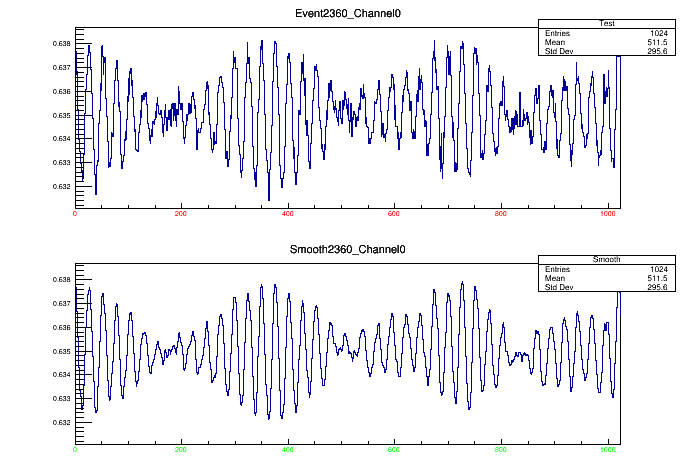 Event2360_Channel0
Test
Entries 1024
Mean 511.5
Std Dev 295.6
0.638
0.637
0.636
0.635
0.634
0.633
0.632
0 200 400 600 800 1000
Smooth2360_Channel0
Smooth
Entries 1024
Mean 511.5
Std Dev 295.6
0.638
0.637
0.636
0.635
0.634
0.633
0.632
0 200 400 600 800 1000